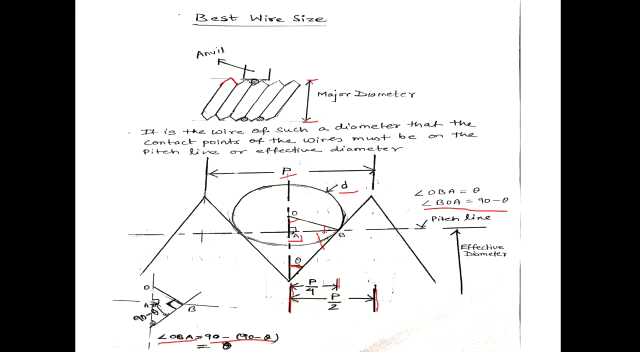 Best Wire Size
Anvil
Major Diameter
It is the wire of such a diameter that the
contact points of the wires must be on the
pitch line or effective diameter
P
d
∠OBA = θ
∠BOA = 90-θ
O
Pitch line
A
B
Effective
Diameter
θ
P/4
P/2
O
A
B
∠OBA = 90 - (90-θ)
= θ